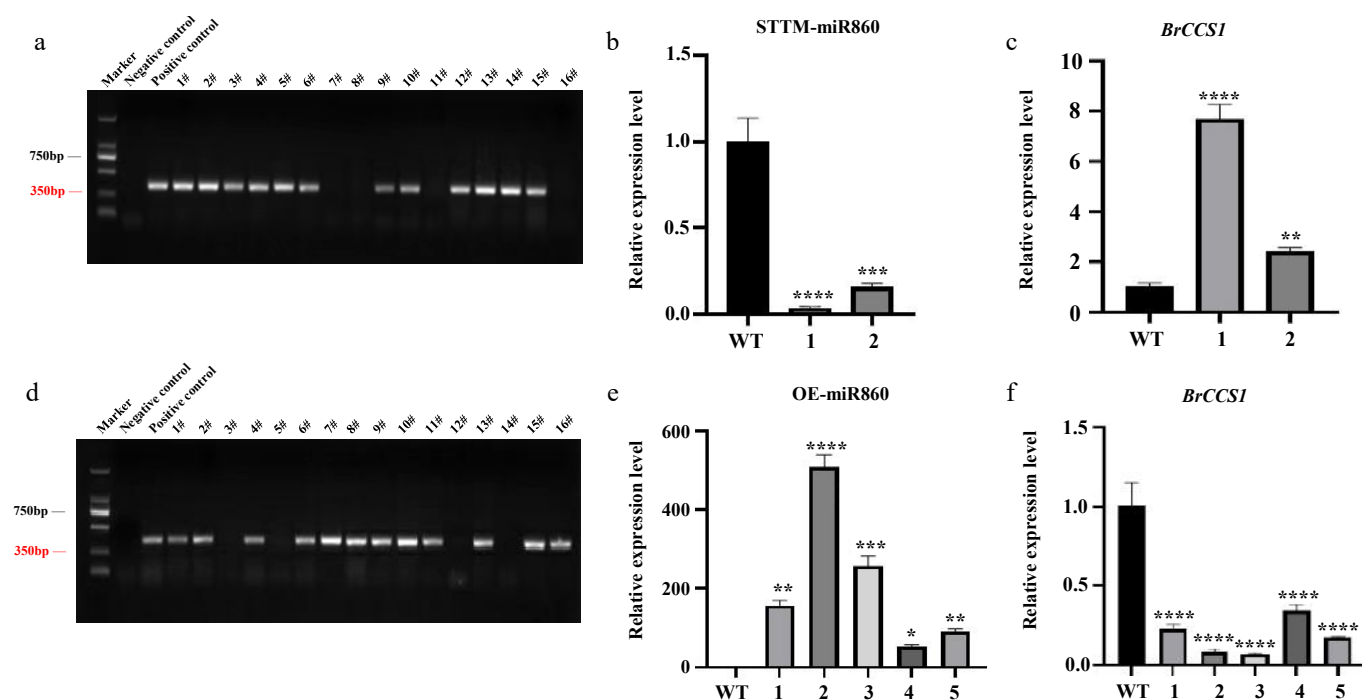 a
Marker
Negative control
Positive control
1#
2#
3#
4#
5#
6#
7#
8#
9#
10#
11#
12#
13#
14#
15#
16#
750bp
350bp
b
STTM-miR860
Relative expression level
1.5
1.0
0.5
0.0
****
***
WT 1 2
c
BrCCS1
Relative expression level
10
8
6
4
2
0
****
**
WT 1 2
d
Marker
Negative control
Positive control
1#
2#
3#
4#
5#
6#
7#
8#
9#
10#
11#
12#
13#
14#
15#
16#
750bp
350bp
e
OE-miR860
Relative expression level
600
400
200
0
**
****
***
*
**
WT 1 2 3 4 5
f
BrCCS1
Relative expression level
1.5
1.0
0.5
0.0
****
****
****
****
****
WT 1 2 3 4 5